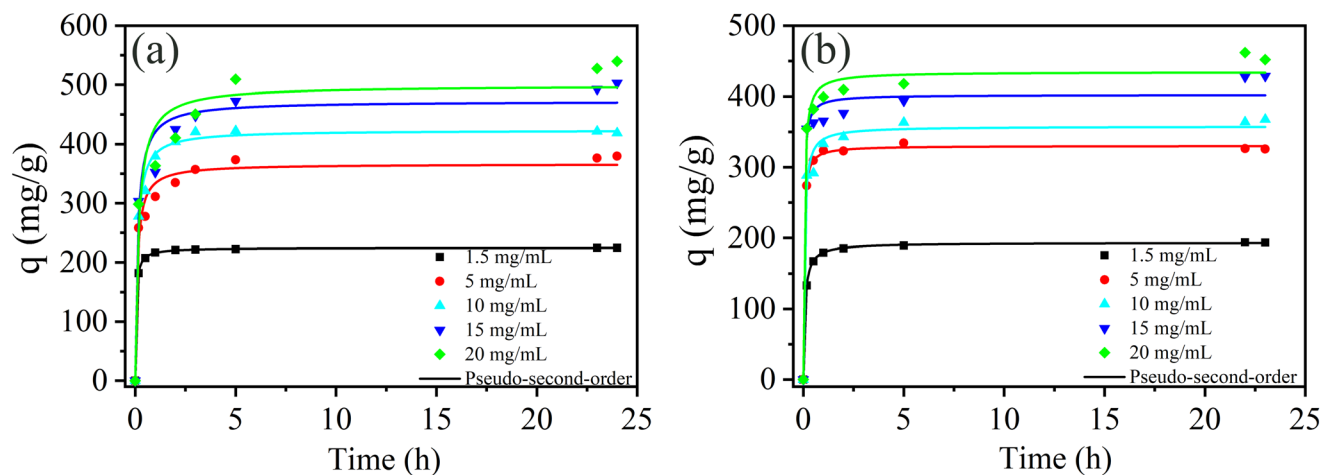 (a)
600
500
400
300
200
100
0
q (mg/g)
0
5
10
15
20
25
Time (h)
1.5 mg/mL
5 mg/mL
10 mg/mL
15 mg/mL
20 mg/mL
Pseudo-second-order
(b)
500
400
300
200
100
0
q (mg/g)
0
5
10
15
20
25
Time (h)
1.5 mg/mL
5 mg/mL
10 mg/mL
15 mg/mL
20 mg/mL
Pseudo-second-order